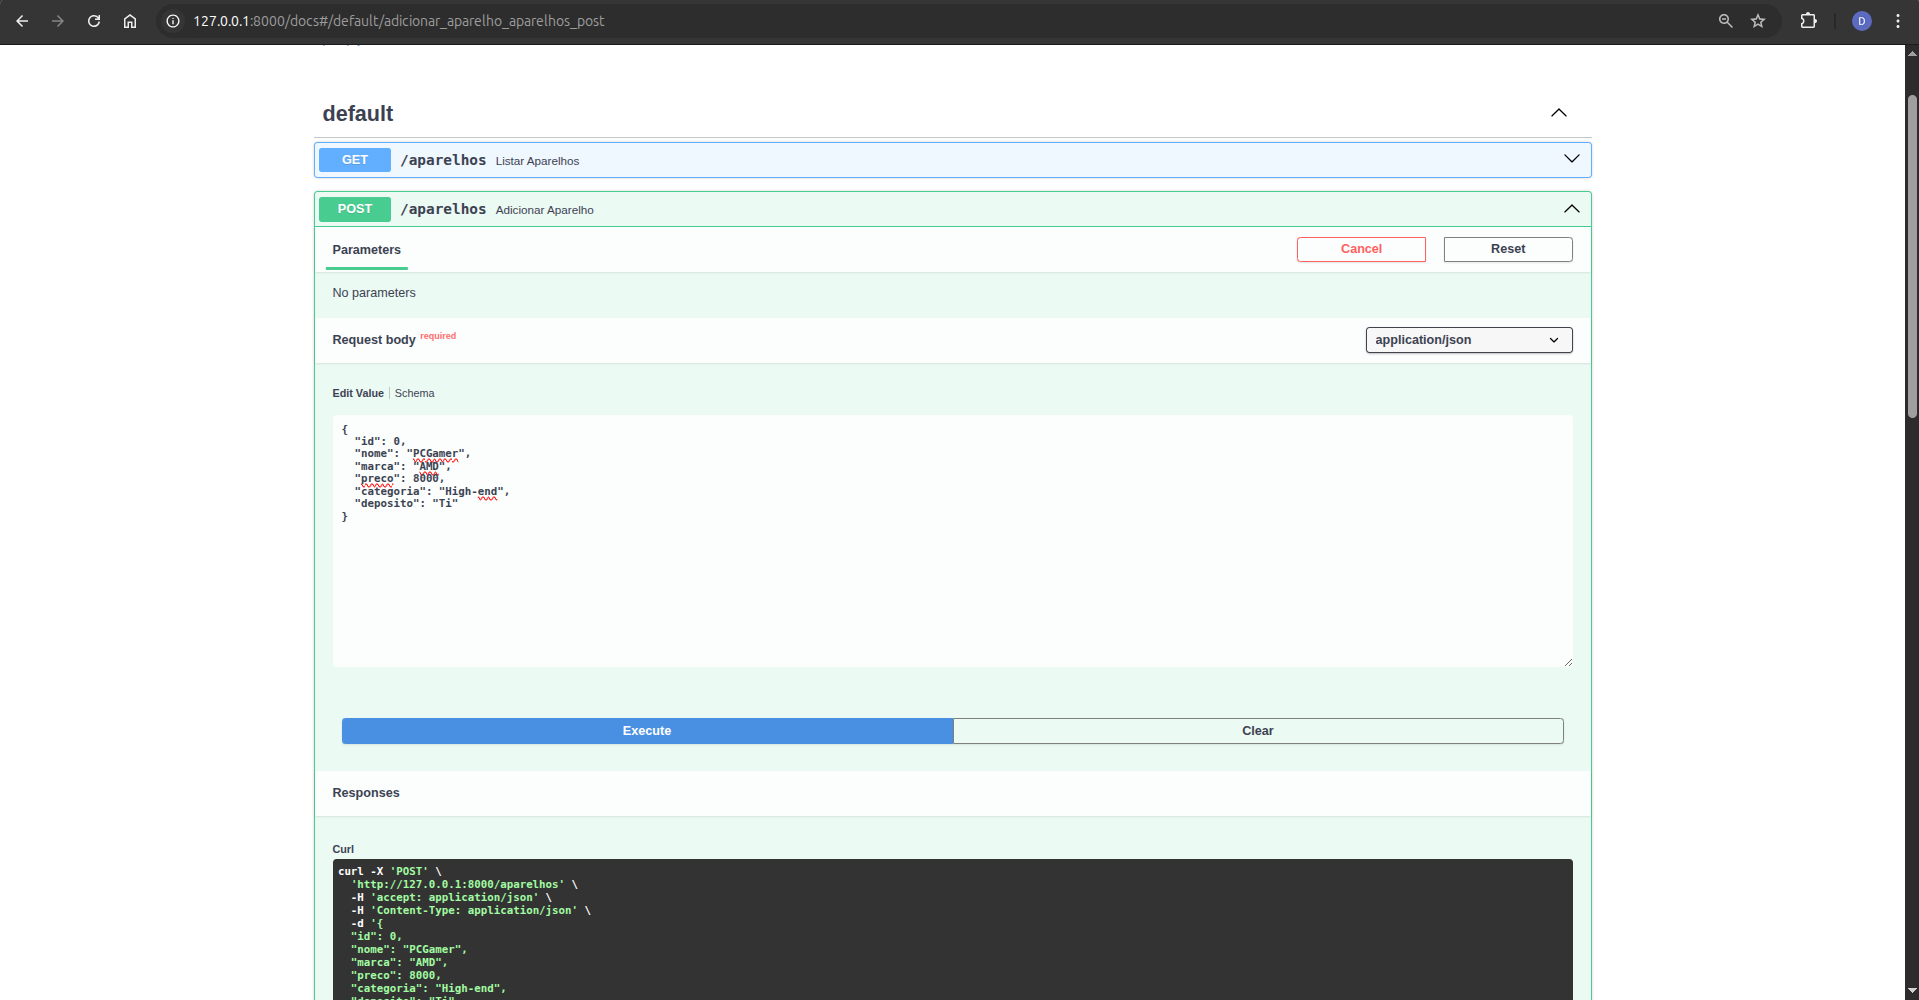 127.0.0.1:8000/docs#/default/adicionar_aparelho_aparelhos_post
D
default
GET /aparelhos Listar Aparelhos
POST /aparelhos Adicionar Aparelho
Parameters Cancel Reset
No parameters
Request body required application/json
Edit Value Schema
{
"id": 0,
"nome": "PCGamer",
"marca": "AMD",
"preco": 8000,
"categoria": "High-end",
"deposito": "Ti"
}
Execute Clear
Responses
Curl
curl -X 'POST' \
'http://127.0.0.1:8000/aparelhos' \
-H 'accept: application/json' \
-H 'Content-Type: application/json' \
-d '{
"id": 0,
"nome": "PCGamer",
"marca": "AMD",
"preco": 8000,
"categoria": "High-end",
"deposito": "Ti"